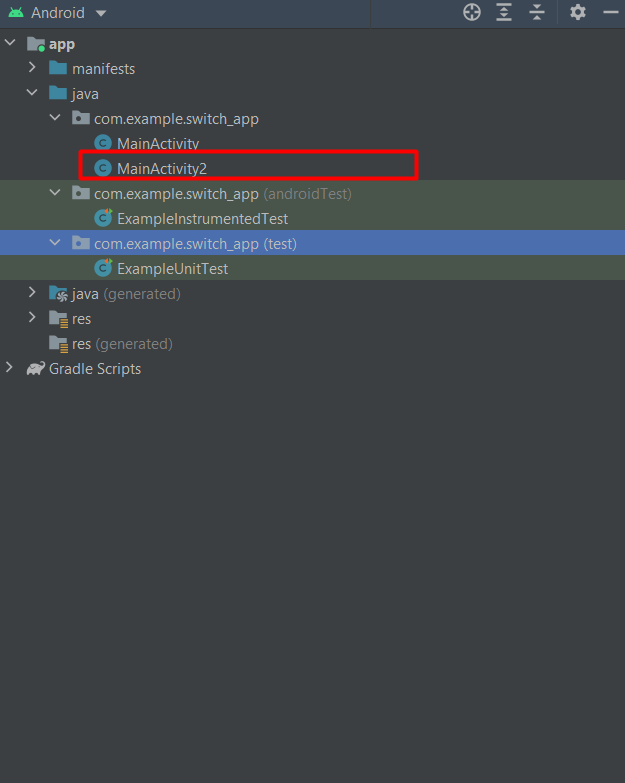 Android
app
manifests
java
com.example.switch_app
MainActivity
MainActivity2
com.example.switch_app (androidTest)
ExampleInstrumentedTest
com.example.switch_app (test)
ExampleUnitTest
java (generated)
res
res (generated)
Gradle Scripts